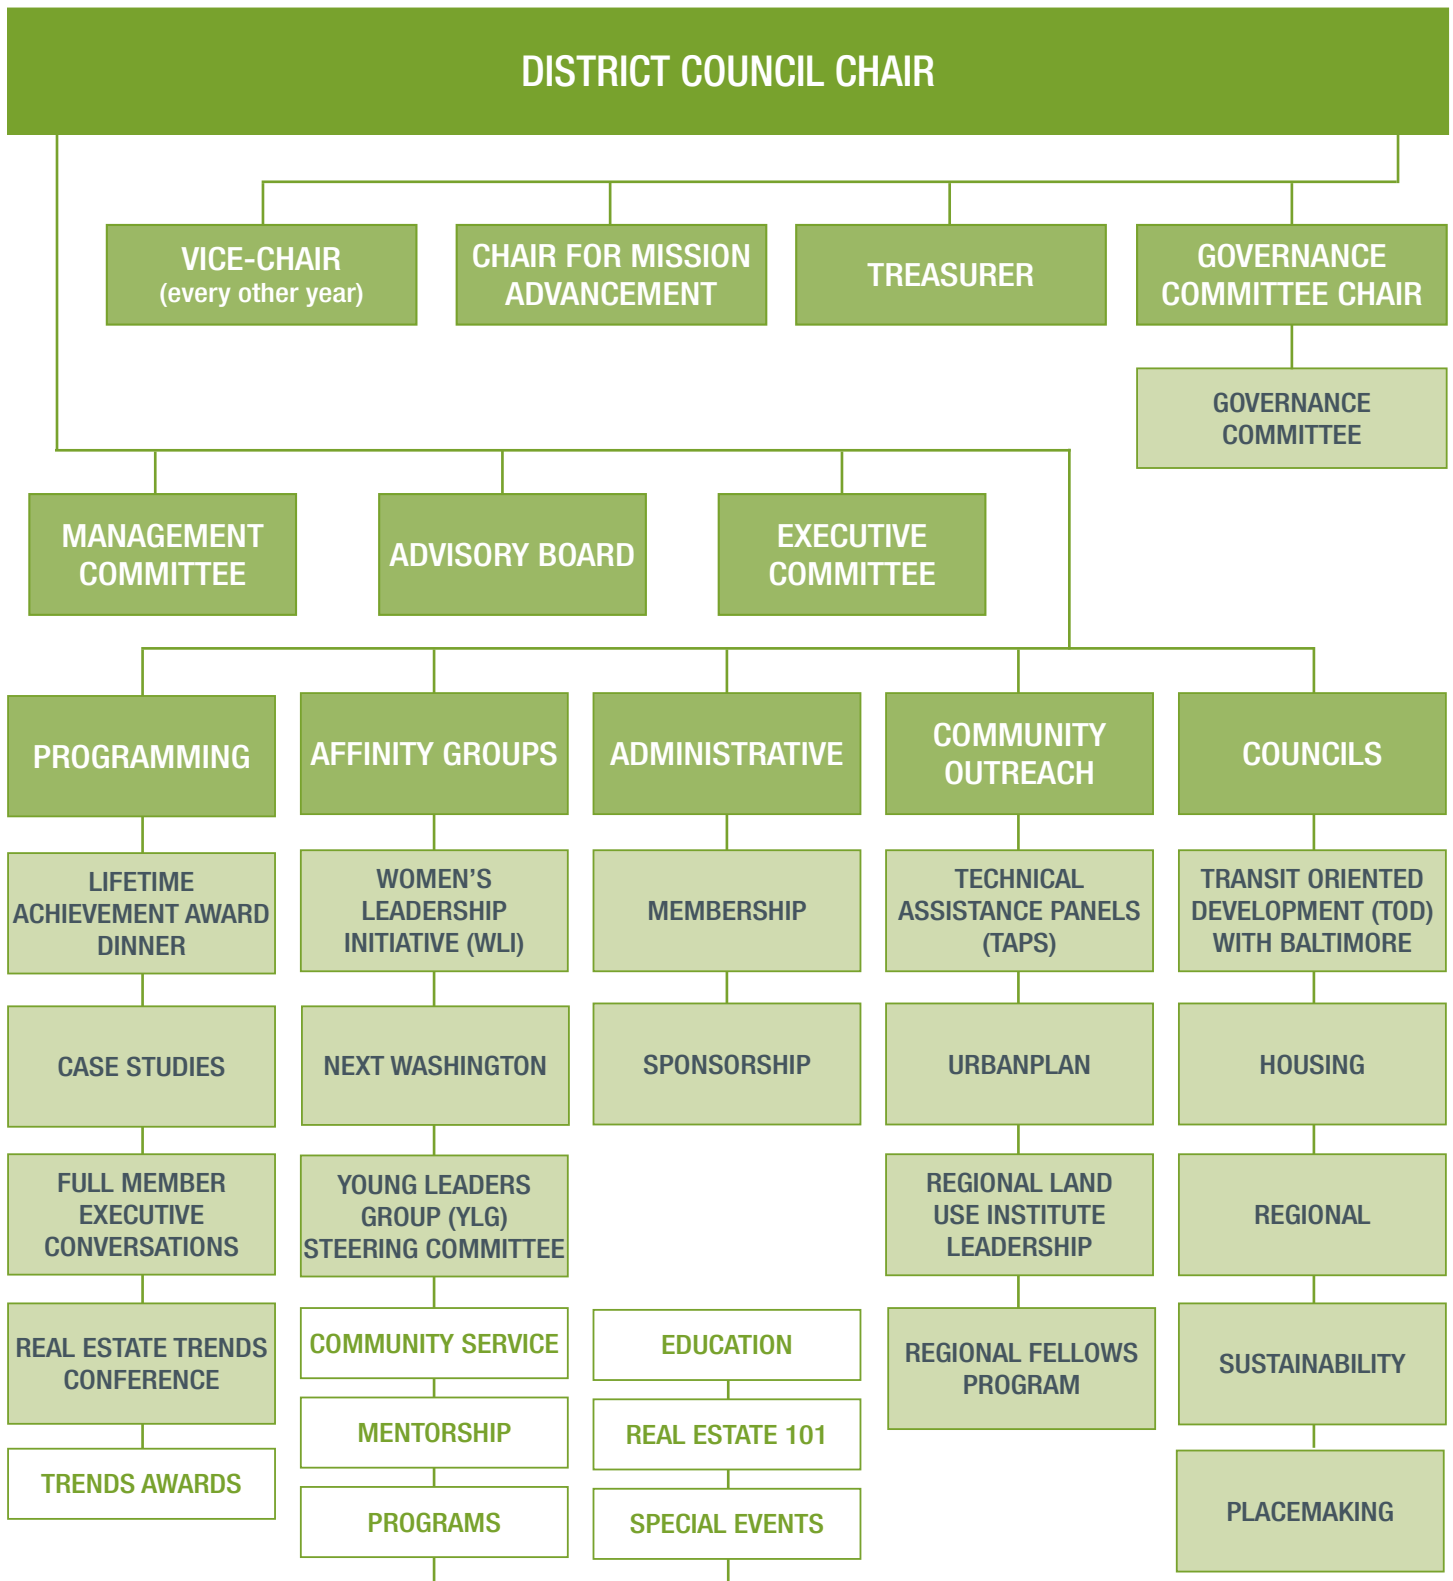 DISTRICT COUNCIL CHAIR
VICE-CHAIR
(every other year)
CHAIR FOR MISSION
ADVANCEMENT
TREASURER
GOVERNANCE
COMMITTEE CHAIR
GOVERNANCE
COMMITTEE
MANAGEMENT
COMMITTEE
ADVISORY BOARD
EXECUTIVE
COMMITTEE
PROGRAMMING
AFFINITY GROUPS
ADMINISTRATIVE
COMMUNITY
OUTREACH
COUNCILS
LIFETIME
ACHIEVEMENT AWARD
DINNER
WOMEN'S
LEADERSHIP
INITIATIVE (WLI)
MEMBERSHIP
TECHNICAL
ASSISTANCE PANELS
(TAPS)
TRANSIT ORIENTED
DEVELOPMENT (TOD)
WITH BALTIMORE
CASE STUDIES
NEXT WASHINGTON
SPONSORSHIP
URBANPLAN
HOUSING
FULL MEMBER
EXECUTIVE
CONVERSATIONS
YOUNG LEADERS
GROUP (YLG)
STEERING COMMITTEE
REGIONAL LAND
USE INSTITUTE
LEADERSHIP
REGIONAL
REAL ESTATE TRENDS
CONFERENCE
COMMUNITY SERVICE
EDUCATION
REGIONAL FELLOWS
PROGRAM
SUSTAINABILITY
MENTORSHIP
REAL ESTATE 101
TRENDS AWARDS
PROGRAMS
SPECIAL EVENTS
PLACEMAKING